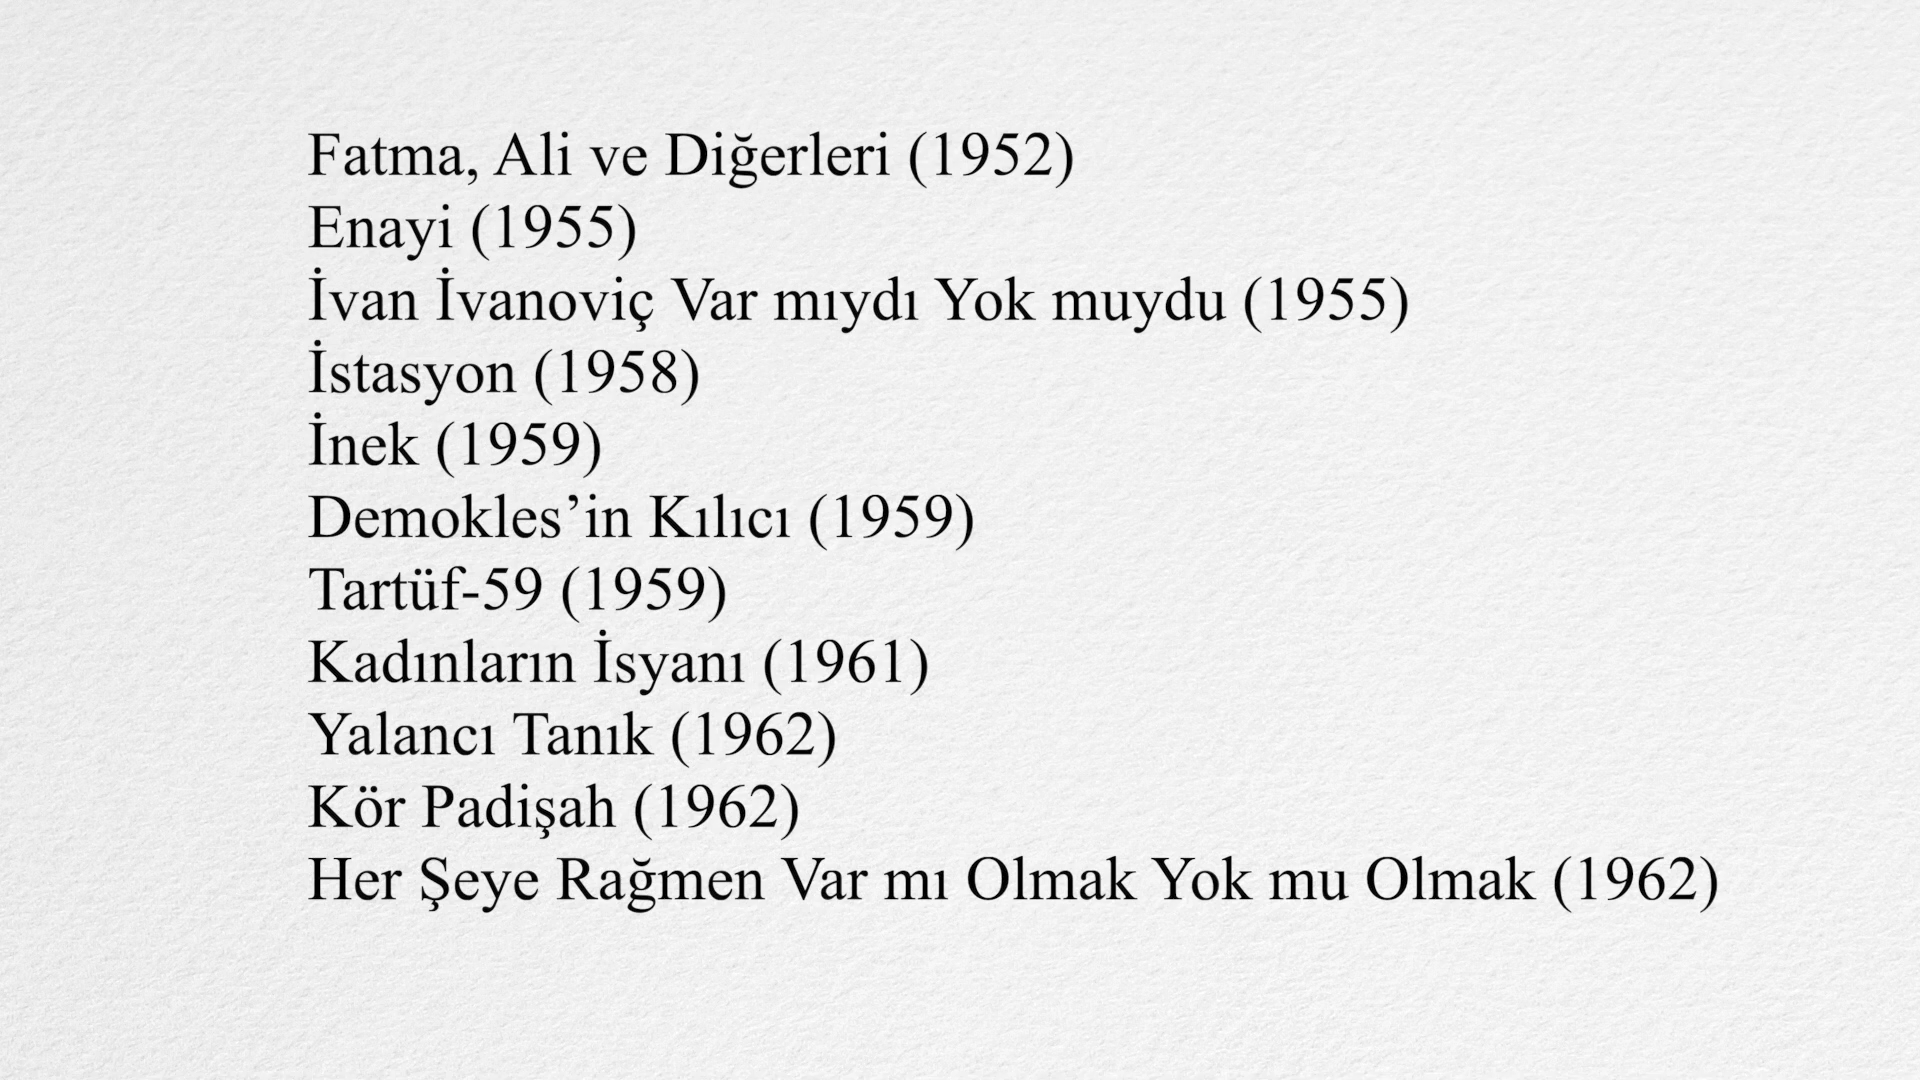 Fatma, Ali ve Diğerleri (1952)
Enayi (1955)
İvan İvanoviç Var mıydı Yok muydu (1955)
İstasyon (1958)
İnek (1959)
Demokles’in Kılıcı (1959)
Tartüf-59 (1959)
Kadınların İsyanı (1961)
Yalancı Tanık (1962)
Kör Padişah (1962)
Her Şeye Rağmen Var mı Olmak Yok mu Olmak (1962)